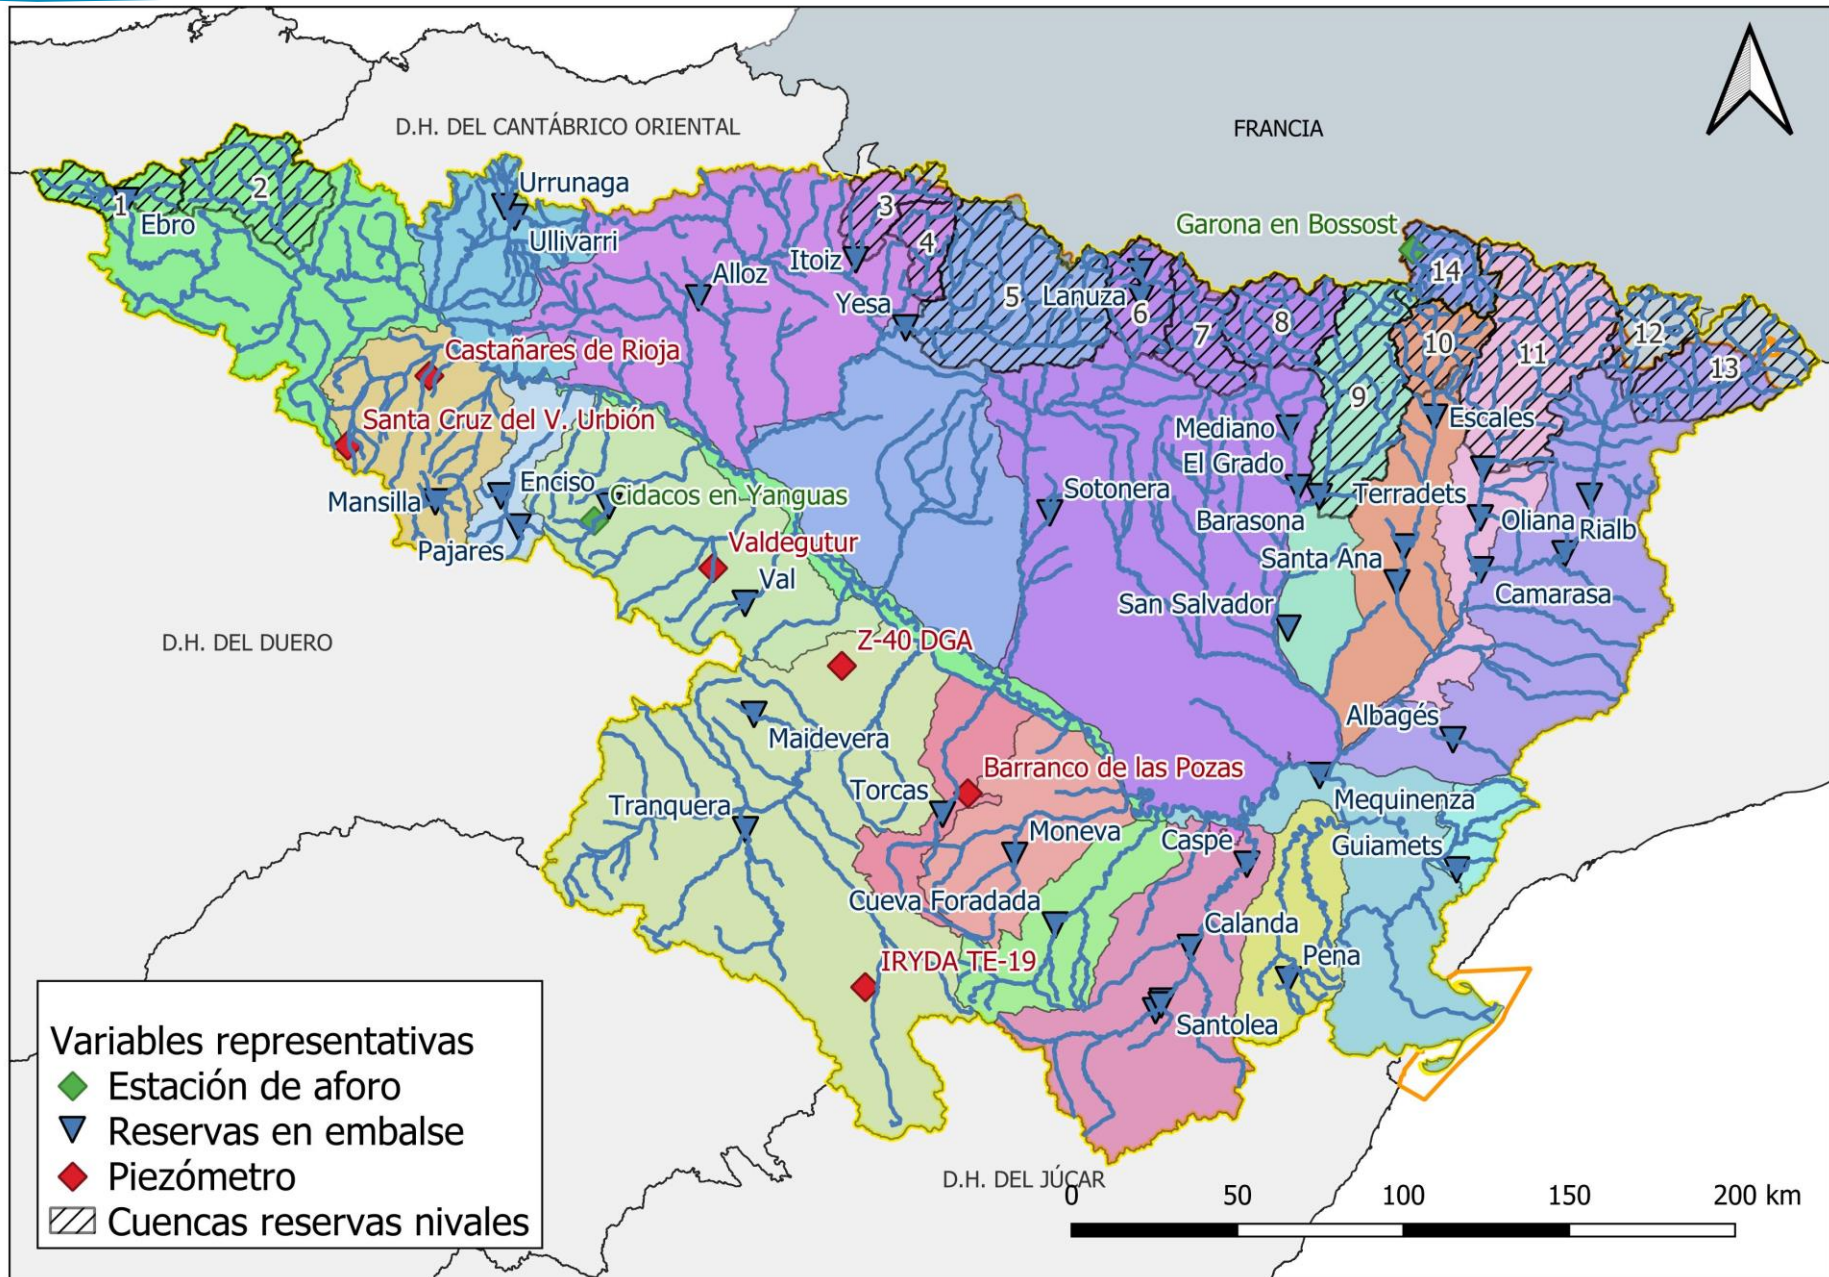 D.H. DEL CANTÁBRICO ORIENTAL
FRANCIA
Urrunaga
2
1
Ebro
Ullivarri
3
4
Itoiz
Alloz
Yesa
5
Lanuza
6
7
8
Garona en Bossost
14
10
11
12
13
9
Castañares de Rioja
Santa Cruz del V. Urbión
Mansilla
Enciso
Pajares
Cidacos en Yanguas
Valdegutur
Val
Sotonera
Mediano
El Grado
Barasona
Escales
Terradets
Oliana
Rialb
Santa Ana
Camarasa
San Salvador
D.H. DEL DUERO
Z-40 DGA
Maidevera
Albagés
Barranco de las Pozas
Torcas
Tranquera
Moneva
Mequinenza
Caspe
Guiamets
Cueva Foradada
Calanda
IRYDA TE-19
Pena
Santolea
D.H. DEL JÚCAR
Variables representativas
Estación de aforo
Reservas en embalse
Piezómetro
Cuencas reservas nivales
0 50 100 150 200 km